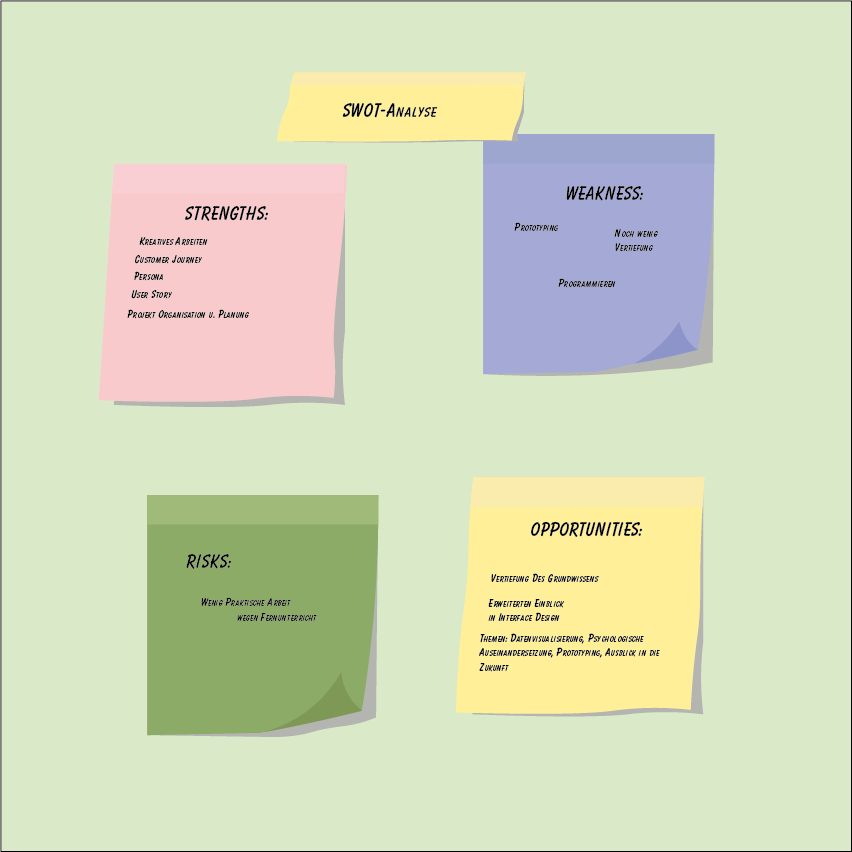 SWOT-Analyse
STRENGTHS:
Kreatives Arbeiten
Customer Journey
Persona
User Story
Projekt Organisation u. Planung
WEAKNESS:
Prototyping
Noch wenig
Vertiefung
Programmieren
RISKS:
Wenig Praktische Arbeit
wegen Fernunterricht
OPPORTUNITIES:
Vertiefung Des Grundwissens
Erweiterten Einblick
in Interface Design
Themen: Datenvisualisierung, Psychologische
Auseinandersetzung, Prototyping, Ausblick in die
Zukunft